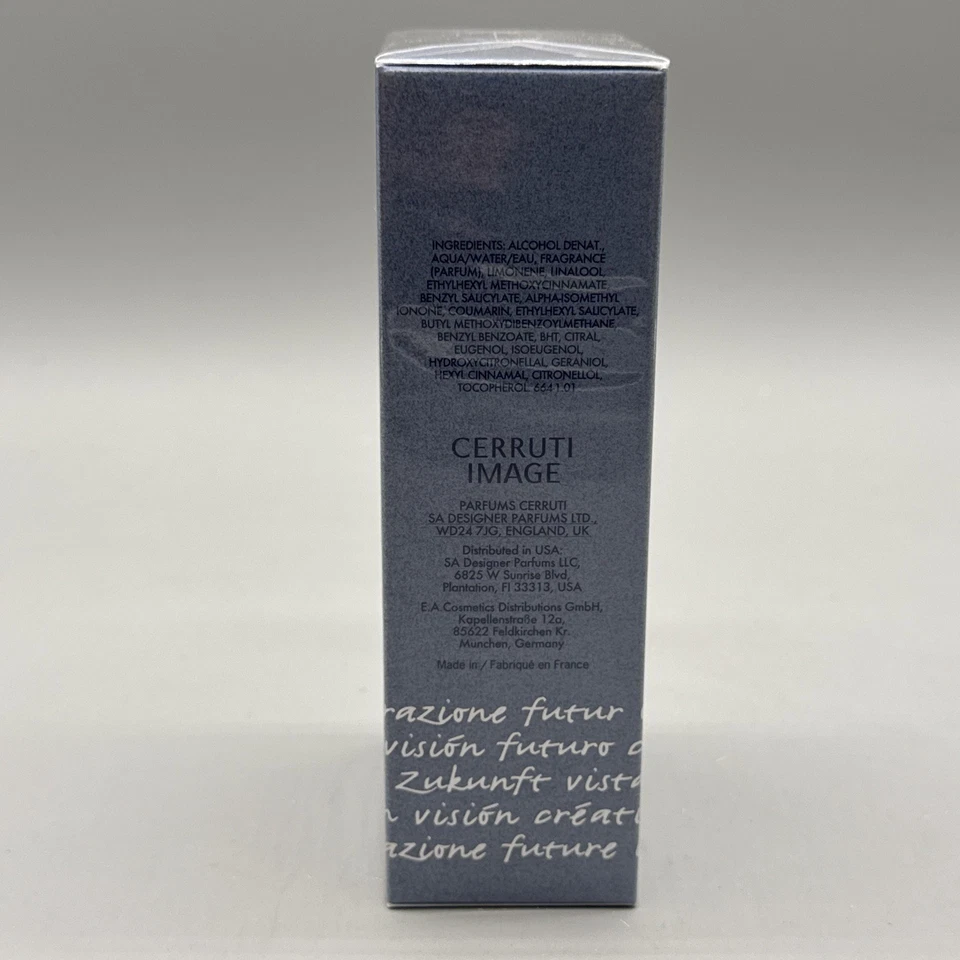 INGREDIENTS: ALCOHOL DENAT.,
AQUA/WATER/EAU, FRAGRANCE
(PARFUM), LIMONENE, LINALOOL,
ETHYLHEXYL METHOXYCINNAMATE,
BENZYL SALICYLATE, ALPHA-ISOMETHYL
IONONE, COUMARIN, ETHYLHEXYL SALICYLATE,
BUTYL METHOXYDIBENZOYLMETHANE,
BENZYL BENZOATE, BHT, CITRAL,
EUGENOL, ISOEUGENOL,
HYDROXYCITRONELLAL, GERANIOL,
HEXYL CINNAMAL, CITRONELLOL,
TOCOPHEROL. 6641.01
CERRUTI
IMAGE
PARFUMS CERRUTI
SA DESIGNER PARFUMS LTD.,
WD24 7JG, ENGLAND, UK
Distributed in USA:
SA Designer Parfums LLC,
6825 W Sunrise Blvd,
Plantation, Fl 33313, USA
E.A Cosmetics Distributions GmbH,
Kapellenstraße 12a,
85622 Feldkirchen Kr.
Munchen, Germany
Made in / Fabriqué en France
razione futur
visión futuro
Zukunft vista
visión créati
azione future